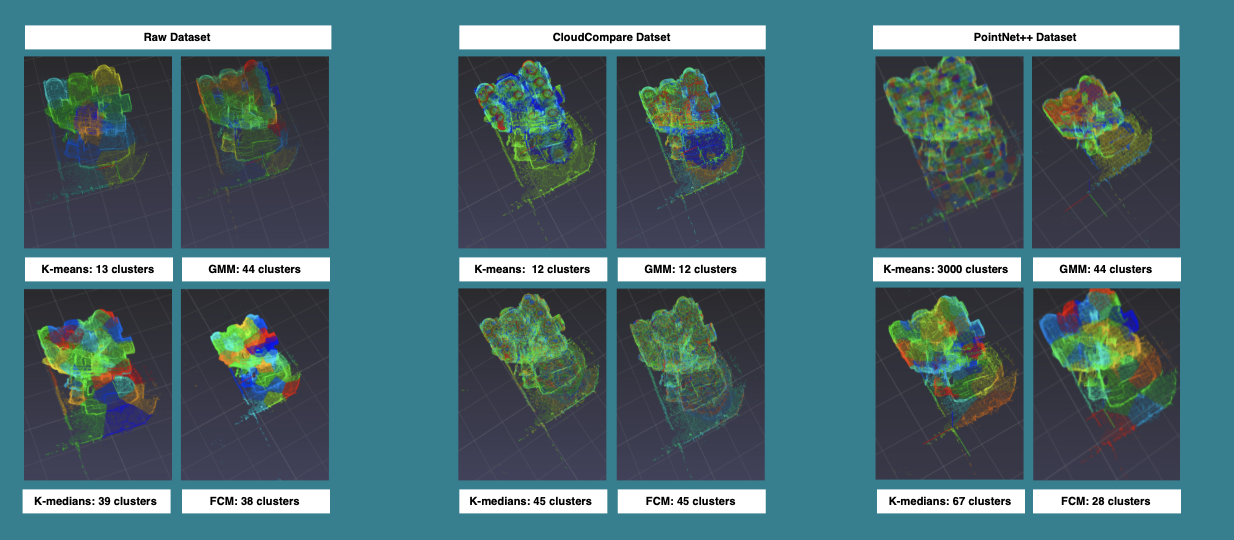 Raw Dataset
CloudCompare Datset
PointNet++ Dataset
K-means: 13 clusters
GMM: 44 clusters
K-means: 12 clusters
GMM: 12 clusters
K-means: 3000 clusters
GMM: 44 clusters
K-medians: 39 clusters
FCM: 38 clusters
K-medians: 45 clusters
FCM: 45 clusters
K-medians: 67 clusters
FCM: 28 clusters